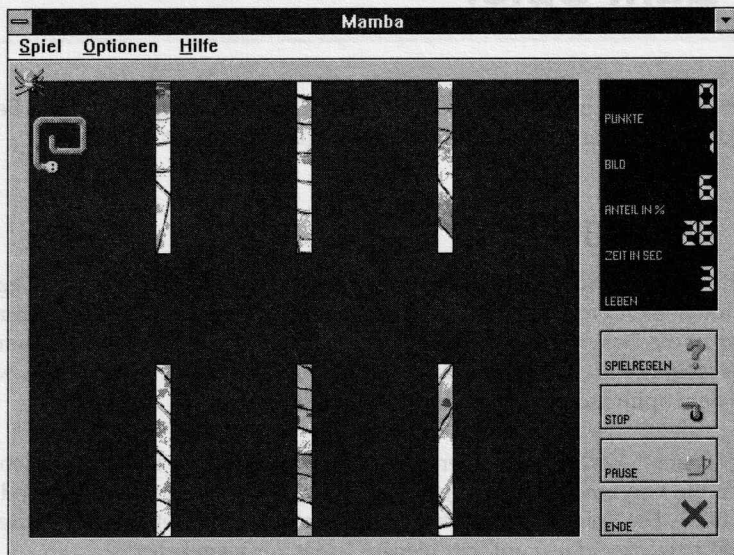 Mamba
Spiel Optionen Hilfe
0
PUNKTE
1
BILD
6
ANTEIL IN %
26
ZEIT IN SEC
3
LEBEN
SPIELREGELN
STOP
PAUSE
ENDE